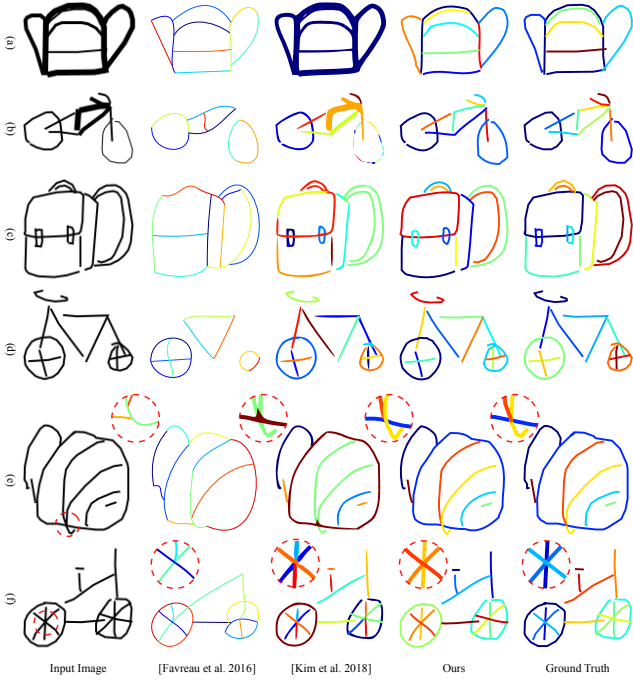 (a)
(b)
(c)
(d)
(e)
(f)
Input Image [Favreau et al. 2016] [Kim et al. 2018] Ours Ground Truth